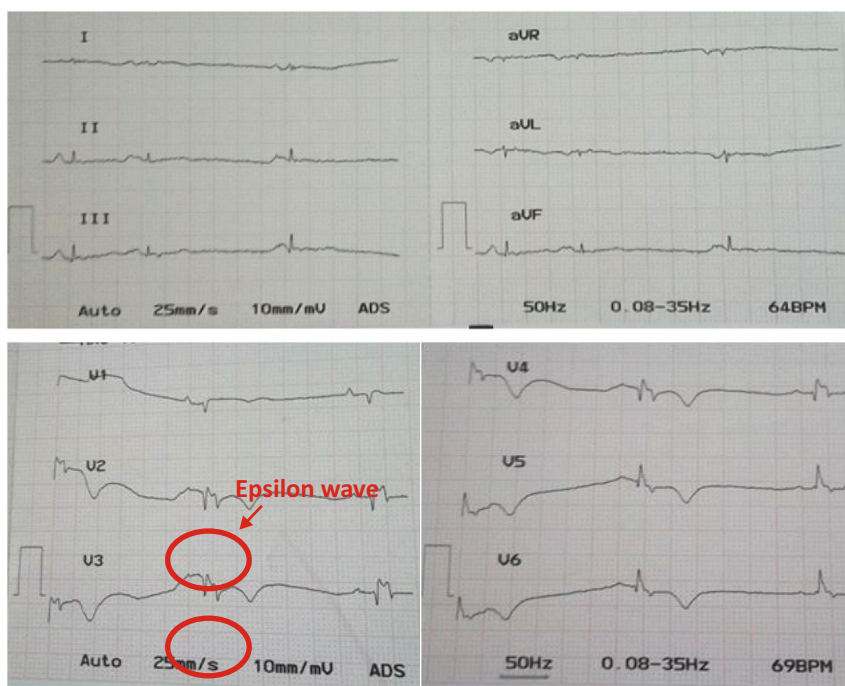 I
aVR
II
aVL
III
aVF
Auto 25mm/s 10mm/mV ADS
50Hz 0.08-35Hz 64BPM
V1
V2
Epsilon wave
V3
Auto 25mm/s 10mm/mV ADS
V4
V5
V6
50Hz 0.08-35Hz 69BPM